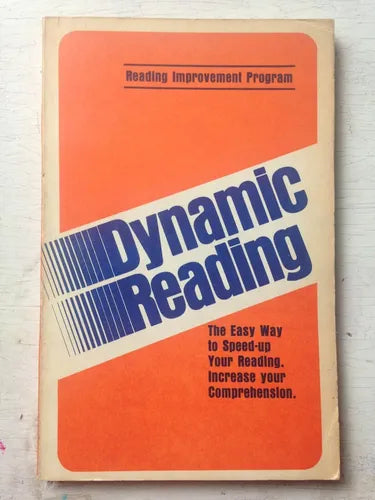 Reading Improvement Program
Dynamic
Reading
The Easy Way
to Speed-up
Your Reading.
Increase your
Comprehension.